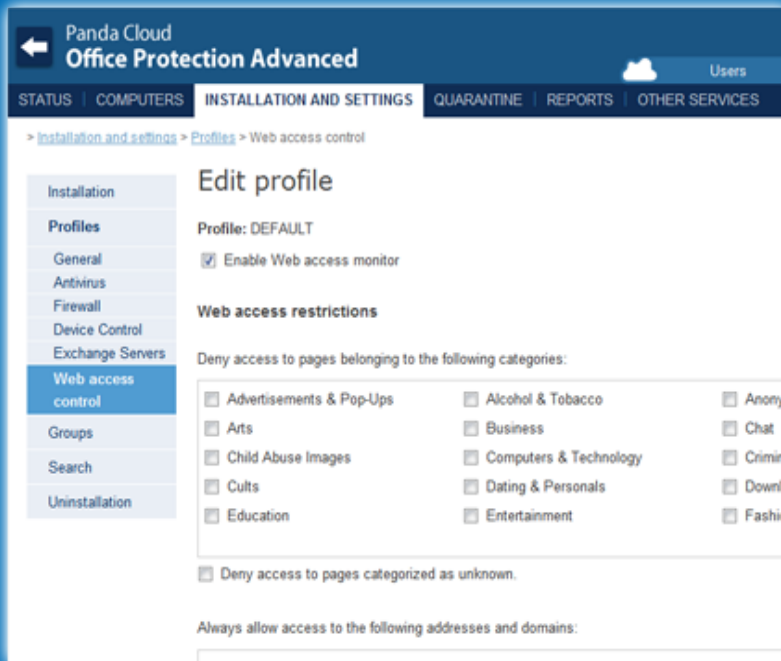 Panda Cloud
Office Protection Advanced
Users
STATUS | COMPUTERS INSTALLATION AND SETTINGS QUARANTINE | REPORTS | OTHER SERVICES
> Installation and settings > Profiles > Web access control
Installation
Profiles
General
Antivirus
Firewall
Device Control
Exchange Servers
Web access
control
Groups
Search
Uninstallation
Edit profile
Profile: DEFAULT
Enable Web access monitor
Web access restrictions
Deny access to pages belonging to the following categories:
Advertisements & Pop-Ups Alcohol & Tobacco Anony
Arts Business Chat
Child Abuse Images Computers & Technology Crimin
Cults Dating & Personals Downl
Education Entertainment Fashi
Deny access to pages categorized as unknown.
Always allow access to the following addresses and domains: